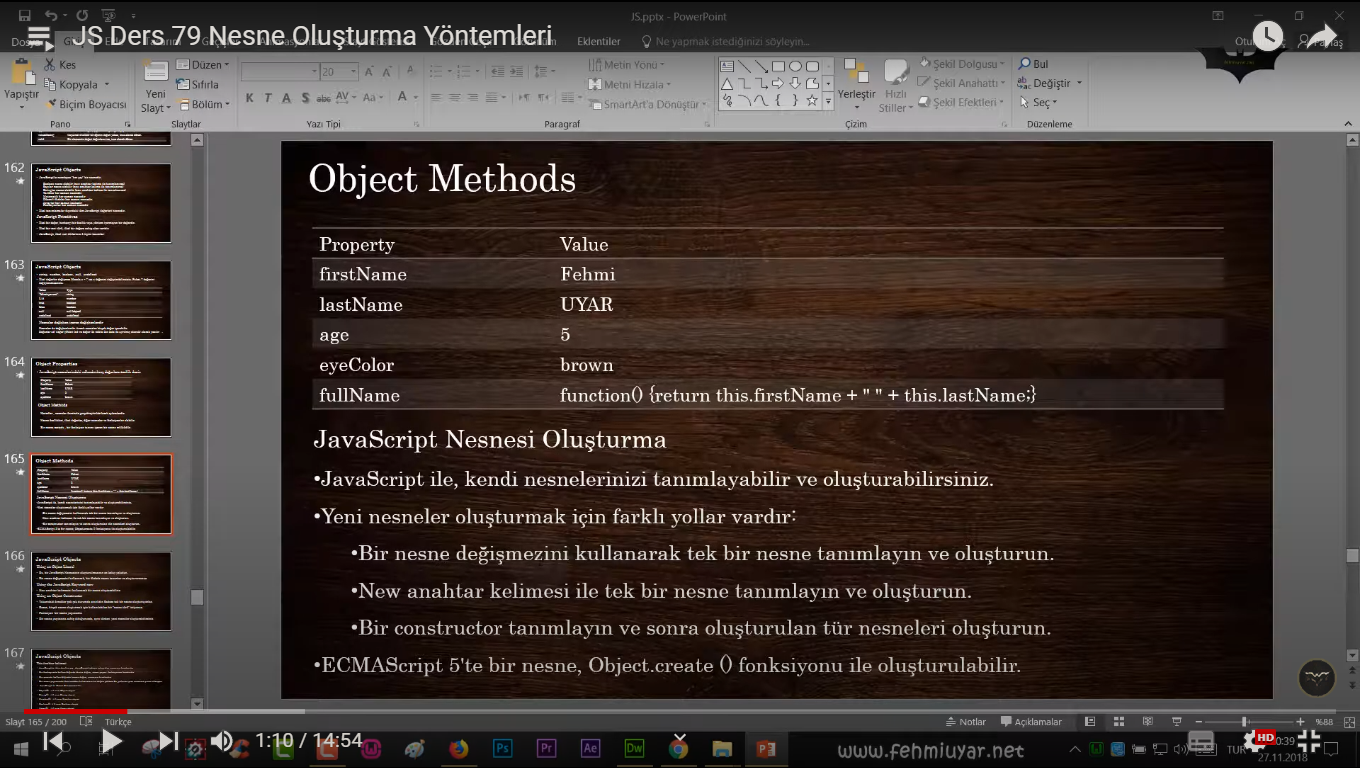 JS.pptx - PowerPoint
JS Ders 79 Nesne Oluşturma Yöntemleri
Eklentiler
Ne yapmak istediğinizi söyleyin...
Yapıştır
Kes
Kopyala
Biçim Boyacısı
Pano
Yeni
Slayt
Düzen
Sıfırla
Bölüm
Slaytlar
20
Yazı Tipi
Metin Yönü
Metni Hizala
SmartArt'a Dönüştür
Paragraf
Yerleştir
Hızlı
Stiller
Şekil Dolgusu
Şekil Anahattı
Şekil Efektleri
Çizim
Bul
Değiştir
Seç
Düzenleme
162
163
164
165
166
167
Object Methods
Property Value
firstName Fehmi
lastName UYAR
age 5
eyeColor brown
fullName function() {return this.firstName + " " + this.lastName;}
JavaScript Nesnesi Oluşturma
•JavaScript ile, kendi nesnelerinizi tanımlayabilir ve oluşturabilirsiniz.
•Yeni nesneler oluşturmak için farklı yollar vardır:
•Bir nesne değişmezini kullanarak tek bir nesne tanımlayın ve oluşturun.
•New anahtar kelimesi ile tek bir nesne tanımlayın ve oluşturun.
•Bir constructor tanımlayın ve sonra oluşturulan tür nesneleri oluşturun.
•ECMAScript 5'te bir nesne, Object.create () fonksiyonu ile oluşturulabilir.
Slayt 165 / 200 Türkçe
Notlar Açıklamalar %88
1:10 / 14:54
Ps Pr Ae Dw
www.fehmiuyar.net
HD
TUR
27.11.2018